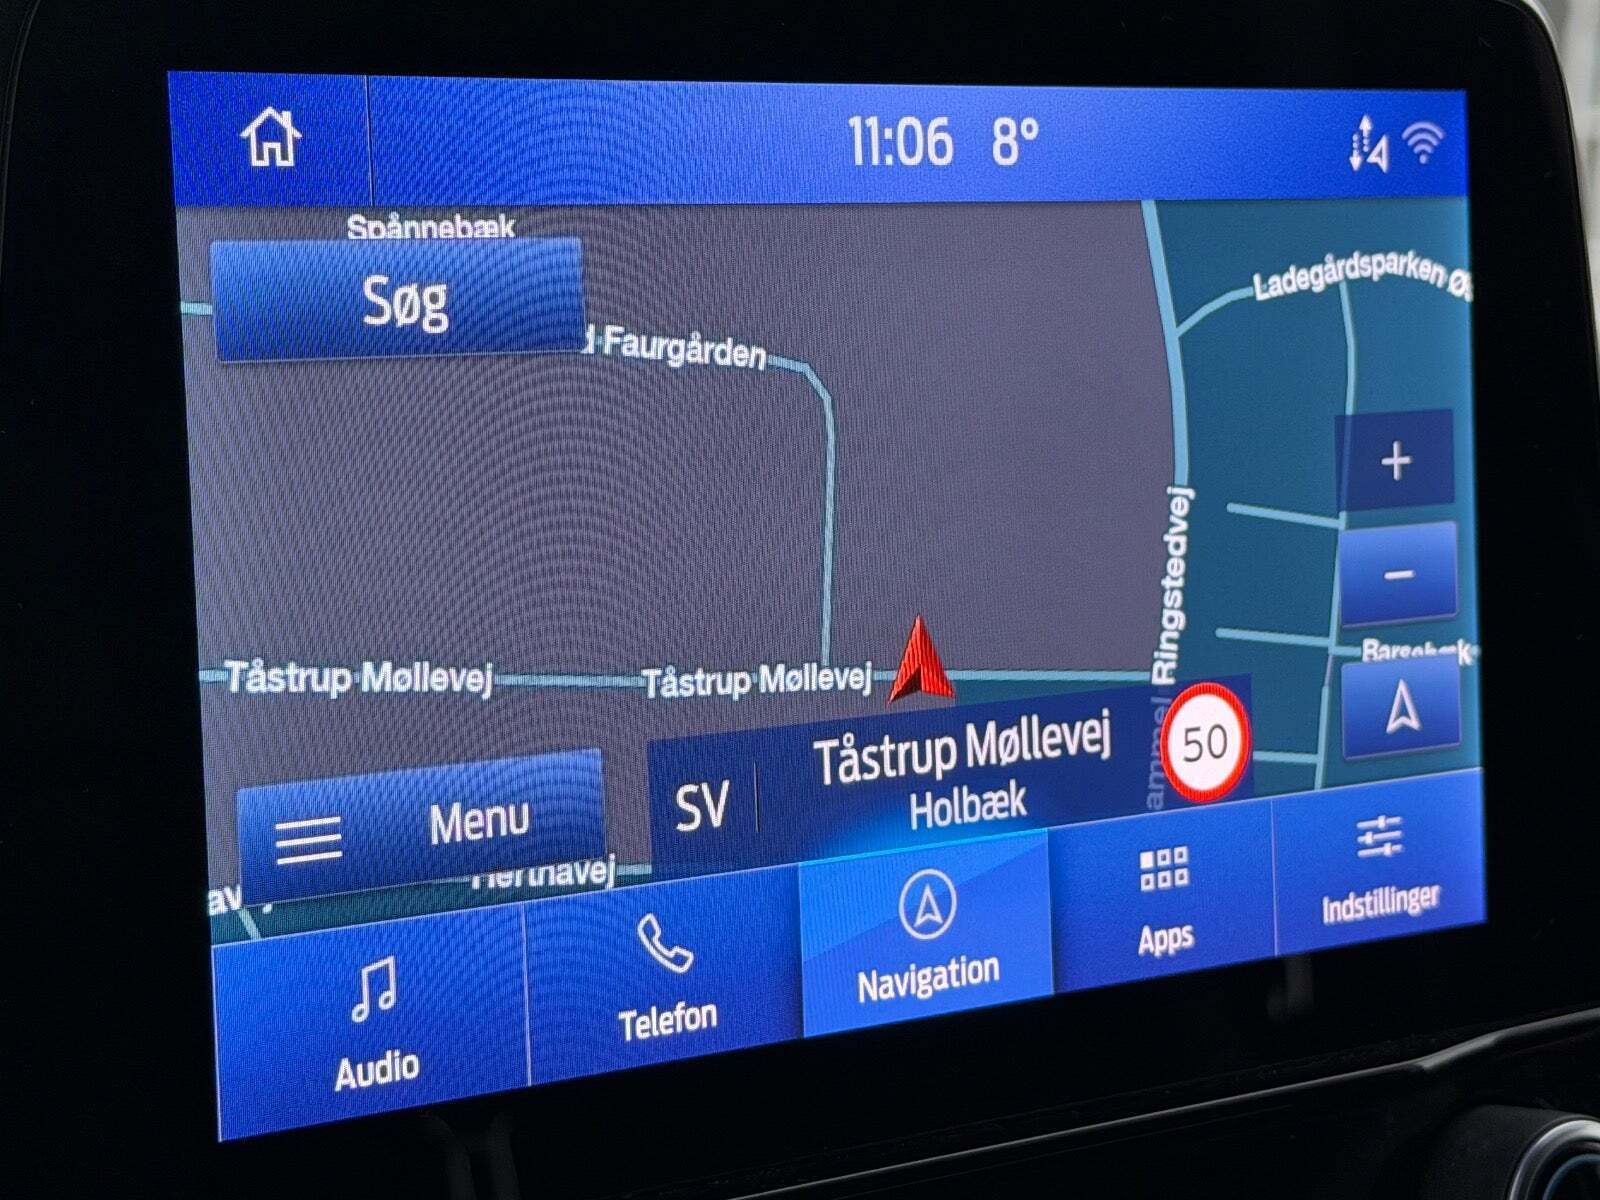 11:06 8°
Spånnebæk
Søg
Faurgården
Ladegårdsparken
Ringstedvej
+
−
Tåstrup Møllevej
Tåstrup Møllevej
SV
Tåstrup Møllevej
Holbæk
50
Menu
Audio
Telefon
Navigation
Apps
Indstillinger